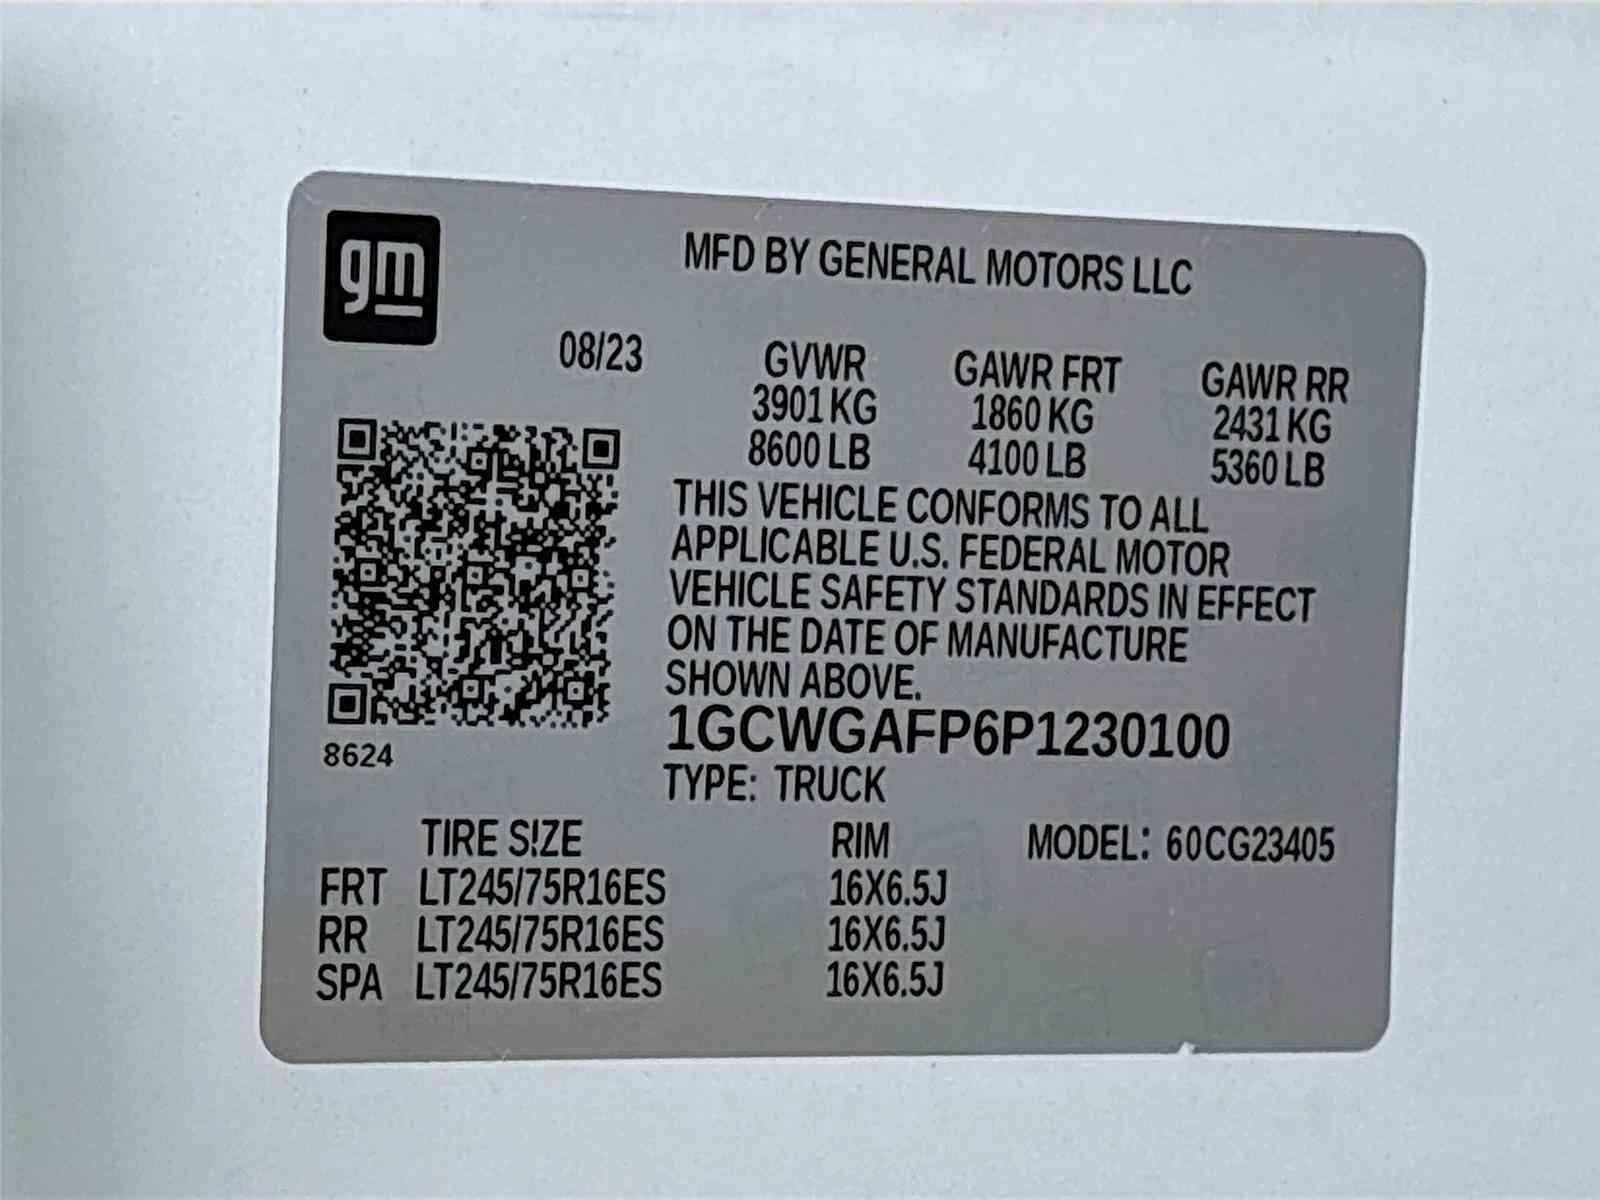 gm
MFD BY GENERAL MOTORS LLC
08/23 GVWR GAWR FRT GAWR RR
3901 KG 1860 KG 2431 KG
8600 LB 4100 LB 5360 LB
THIS VEHICLE CONFORMS TO ALL
APPLICABLE U.S. FEDERAL MOTOR
VEHICLE SAFETY STANDARDS IN EFFECT
ON THE DATE OF MANUFACTURE
SHOWN ABOVE.
1GCWGAFP6P1230100
8624
TYPE: TRUCK
TIRE SIZE RIM MODEL: 60CG23405
FRT LT245/75R16ES 16X6.5J
RR LT245/75R16ES 16X6.5J
SPA LT245/75R16ES 16X6.5J